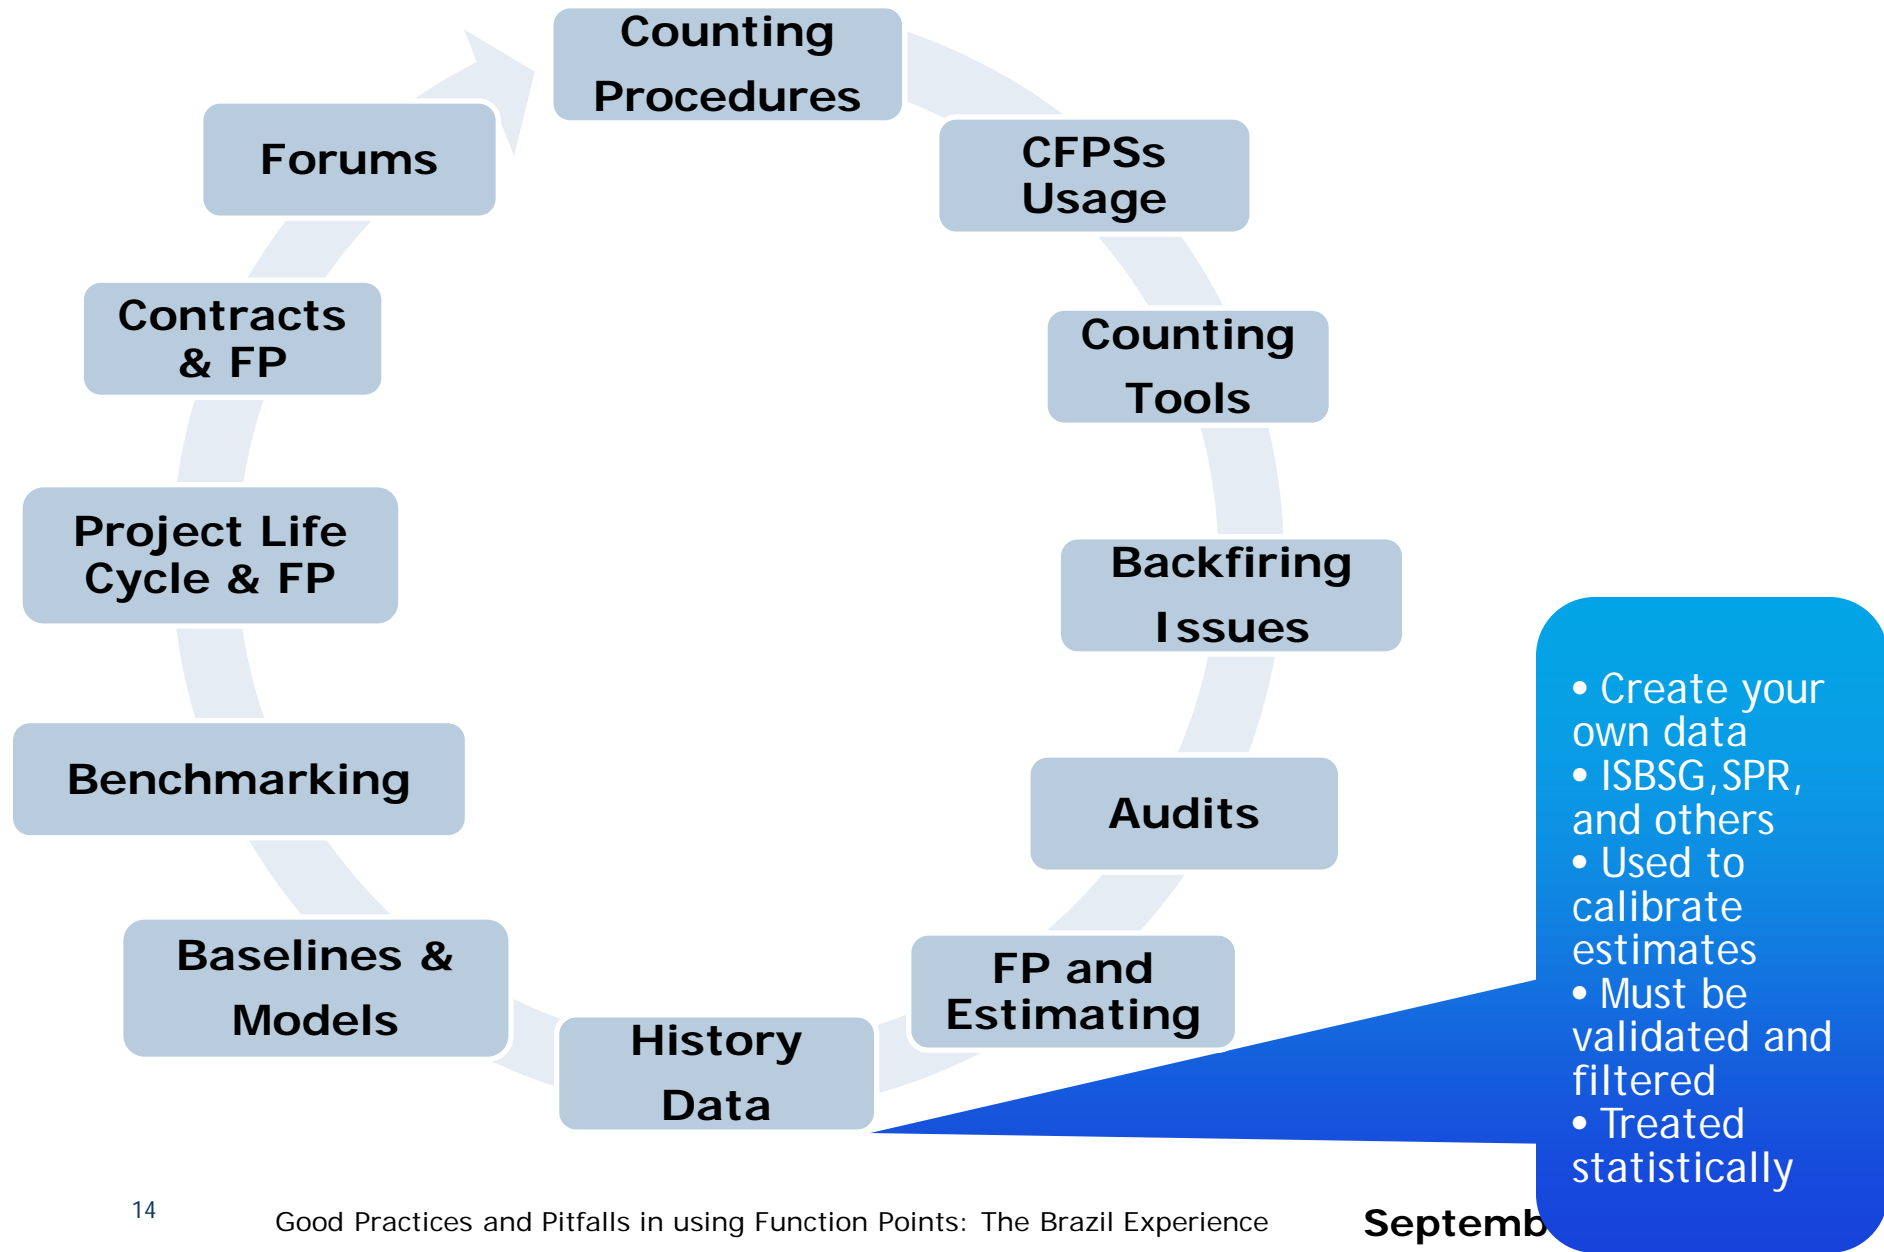 Counting
Procedures
CFPSs
Usage
Counting
Tools
Backfiring
Issues
Audits
FP and
Estimating
History
Data
Baselines &
Models
Benchmarking
Project Life
Cycle & FP
Contracts
& FP
Forums
• Create your
own data
• ISBSG,SPR,
and others
• Used to
calibrate
estimates
• Must be
validated and
filtered
• Treated
statistically
14
Good Practices and Pitfalls in using Function Points: The Brazil Experience
Septemb